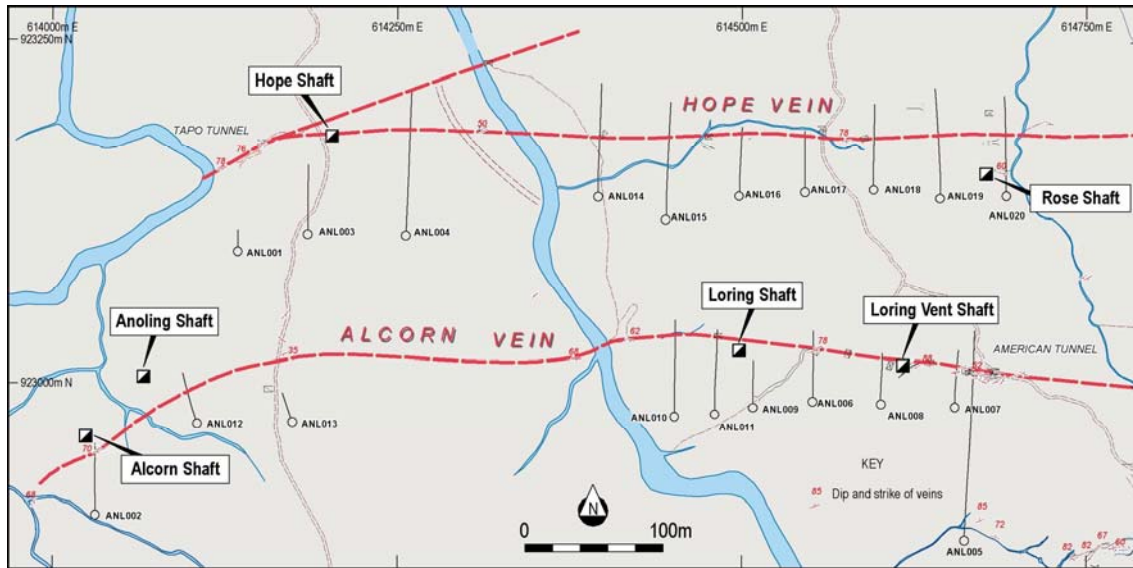 614000m E
614250m E
614500m E
614750m E
923250m N
Hope Shaft
HOPE VEIN
TAPO TUNNEL
76
78
50
78
60
Rose Shaft
ANL014
ANL015
ANL016
ANL017
ANL018
ANL019
ANL020
ANL001
ANL003
ANL004
Anoling Shaft
ALCORN VEIN
Loring Shaft
Loring Vent Shaft
AMERICAN TUNNEL
62
78
35
923000m N
ANL010
ANL011
ANL009
ANL006
ANL008
ANL007
ANL012
ANL013
70
Alcorn Shaft
68
ANL002
KEY
85 Dip and strike of veins
N
0 100m
85
72
ANL005
82
82
67
60